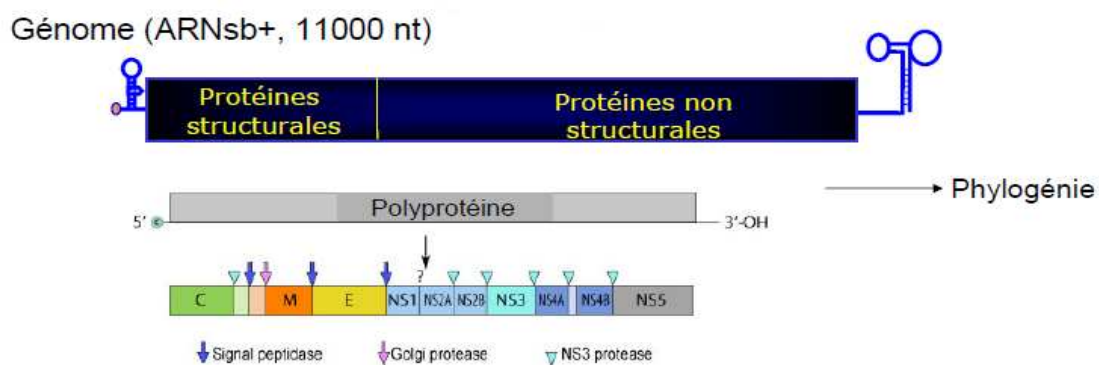 Génome (ARNsb+, 11000 nt)
Protéines structurales
Protéines non structurales
Phylogénie
Polyprotéine
5' c 3'-OH
?
C M E NS1 NS2A NS2B NS3 NS4A NS4B NS5
Signal peptidase Golgi protease NS3 protease